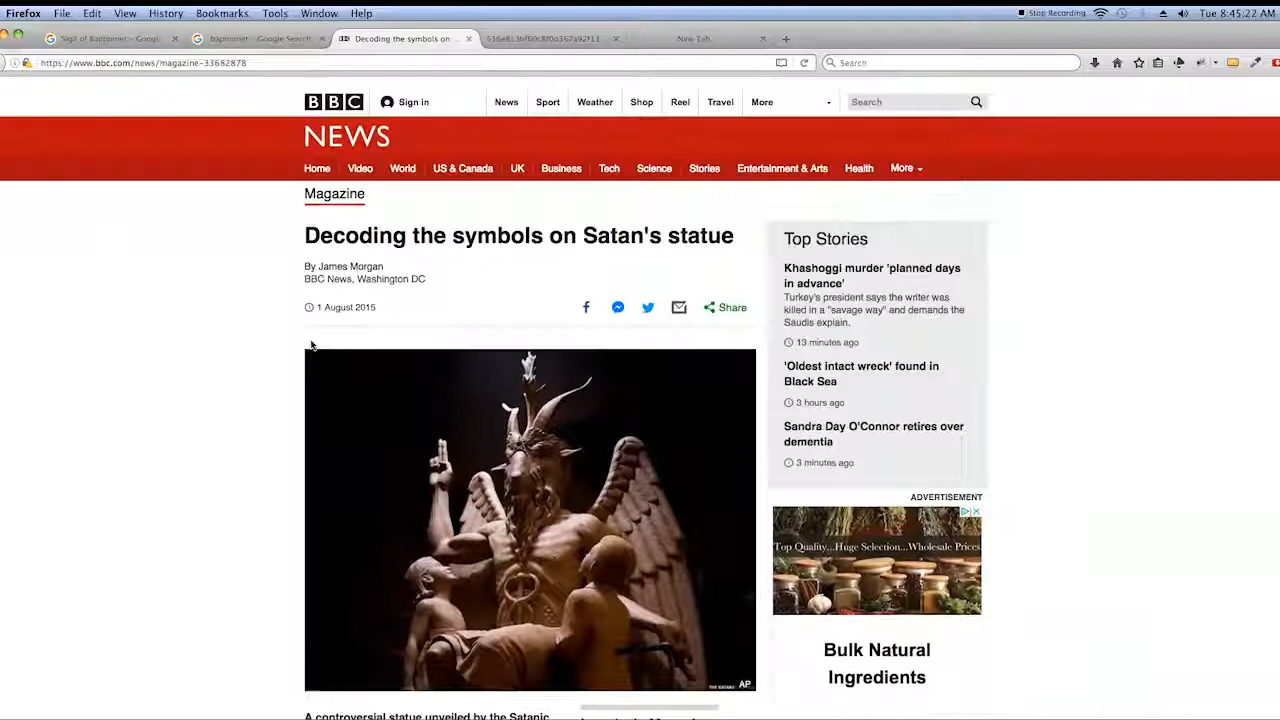 Firefox File Edit View History Bookmarks Tools Window Help Stop Recording Tue 8:45:22 AM
Sigil of Baphomet - Googl baphomet - Google Search Decoding the symbols on ... New Tab
https://www.bbc.com/news/magazine-33682878 Search
BBC Sign in News Sport Weather Shop Reel Travel More Search
NEWS
Home Video World US & Canada UK Business Tech Science Stories Entertainment & Arts Health More
Magazine
Decoding the symbols on Satan's statue
By James Morgan
BBC News, Washington DC
1 August 2015 Share
AP
A controversial statue unveiled by the Satanic
Top Stories
Khashoggi murder 'planned days
in advance'
Turkey's president says the writer was
killed in a "savage way" and demands the
Saudis explain.
13 minutes ago
'Oldest intact wreck' found in
Black Sea
3 hours ago
Sandra Day O'Connor retires over
dementia
3 minutes ago
ADVERTISEMENT
Top Quality...Huge Selection...Wholesale Prices
Bulk Natural
Ingredients